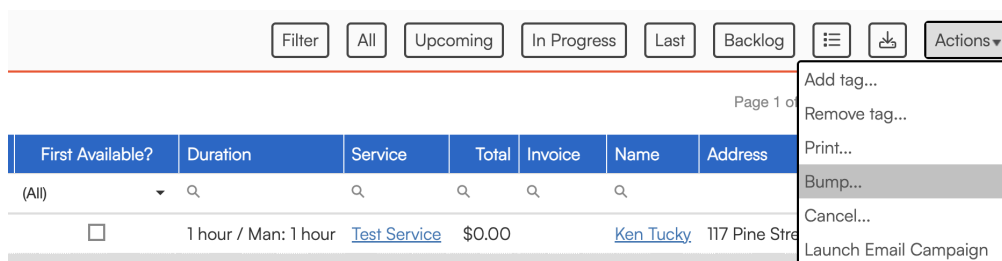 Filter All Upcoming In Progress Last Backlog Actions
Add tag...
Page 1 of
Remove tag...
Print...
First Available? Duration Service Total Invoice Name Address
Bump...
(All)
Cancel...
1 hour / Man: 1 hour Test Service $0.00 Ken Tucky 117 Pine Stre
Launch Email Campaign